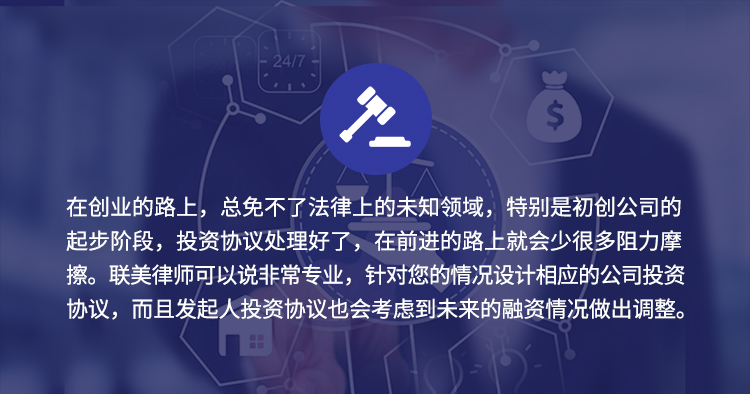 24/7
$
在创业的路上，总免不了法律上的未知领域，特别是初创公司的
起步阶段，投资协议处理好了，在前进的路上就会少很多阻力摩
擦。联美律师可以说非常专业，针对您的情况设计相应的公司投资
协议，而且发起人投资协议也会考虑到未来的融资情况做出调整。